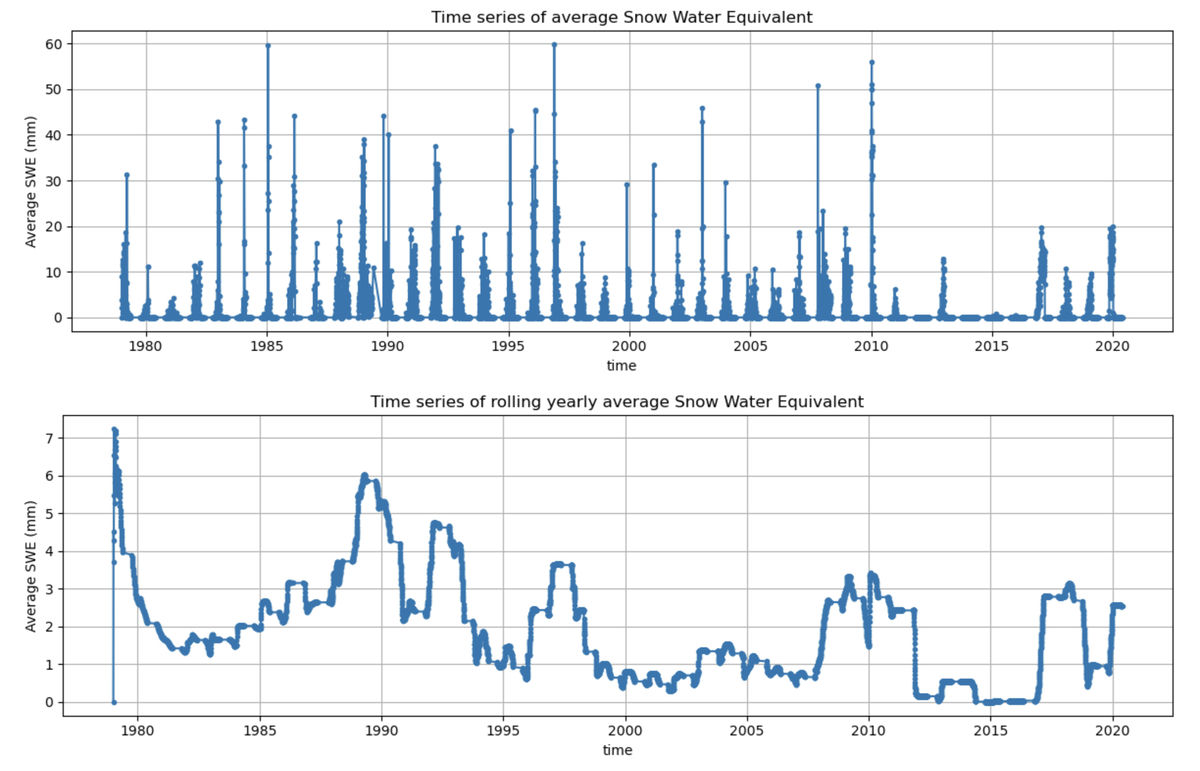 Time series of average Snow Water Equivalent
60
50
40
30
20
10
0
Average SWE (mm)
1980 1985 1990 1995 2000 2005 2010 2015 2020
time
Time series of rolling yearly average Snow Water Equivalent
7
6
5
4
3
2
1
0
Average SWE (mm)
1980 1985 1990 1995 2000 2005 2010 2015 2020
time